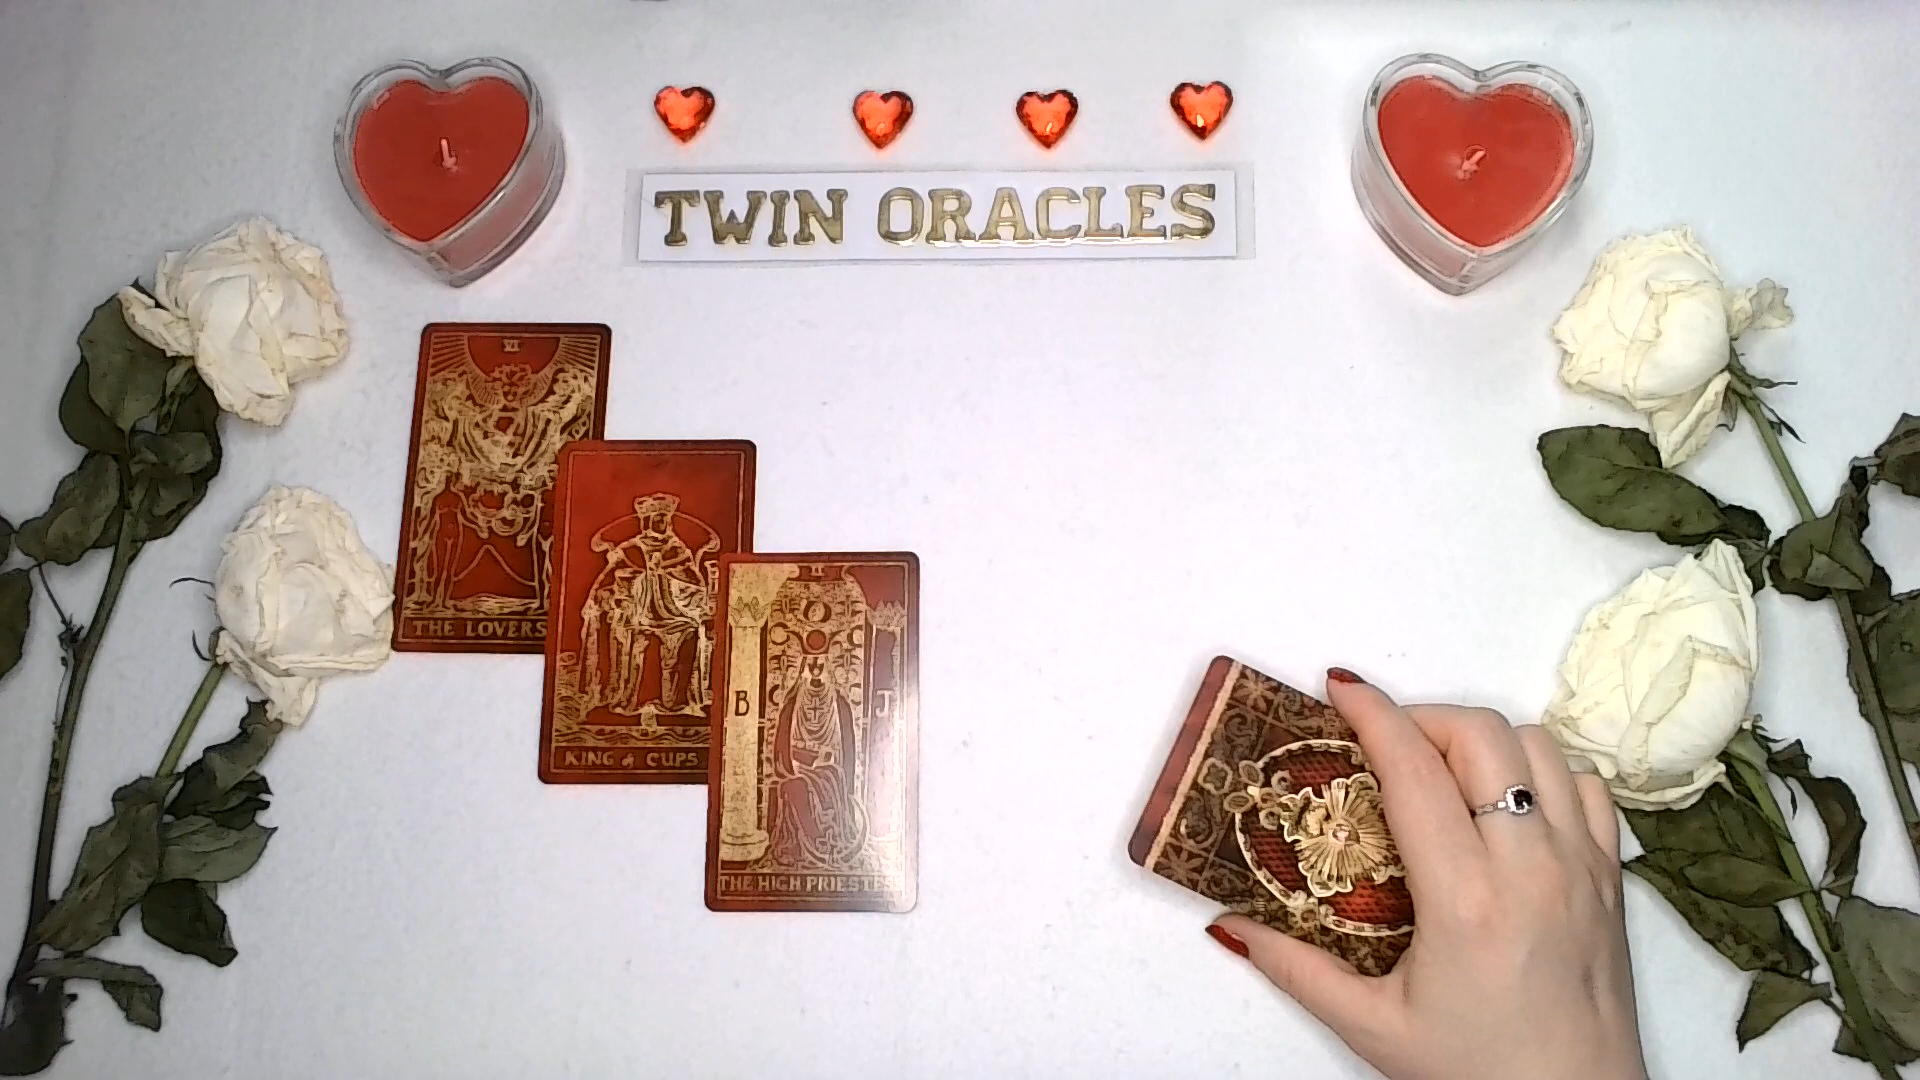 TWIN ORACLES
VI
THE LOVERS
KING of CUPS
II
B J
THE HIGH PRIESTESS